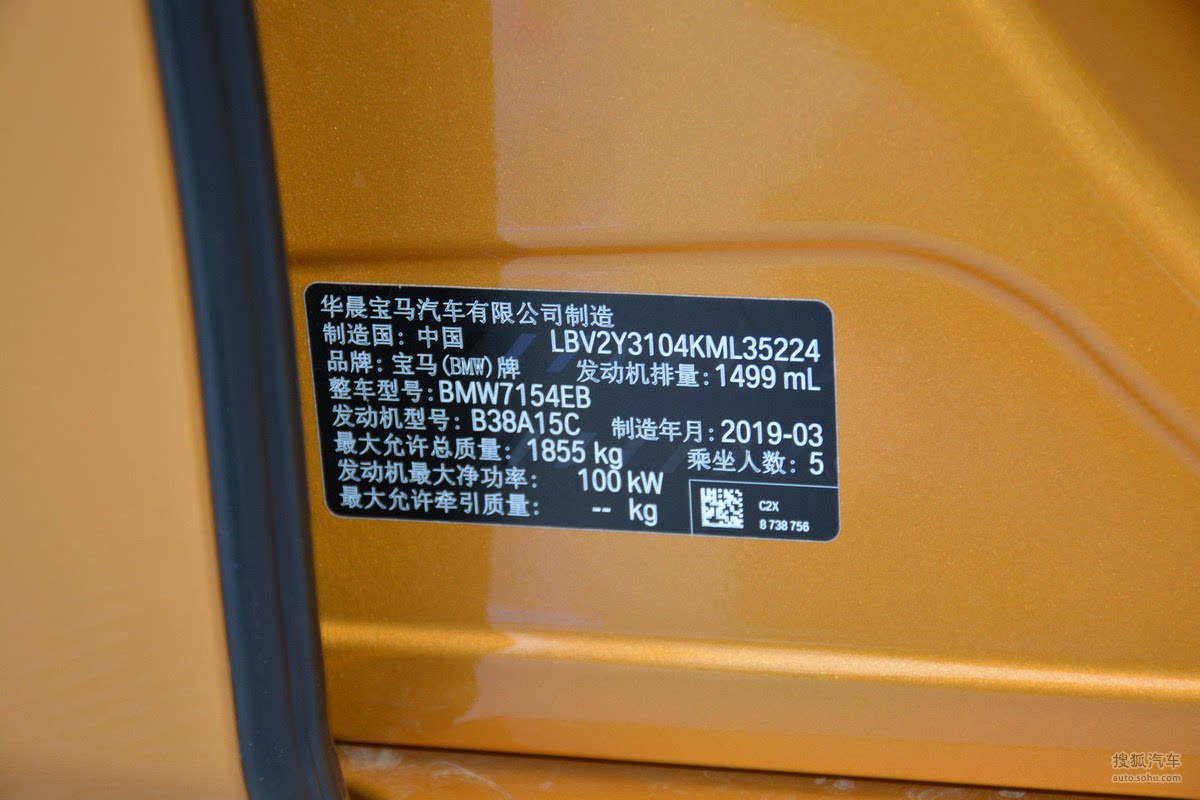 华晨宝马汽车有限公司制造
制造国：中国 LBV2Y3104KML35224
品牌：宝马(BMW)牌 发动机排量：1499 mL
整车型号：BMW7154EB
发动机型号：B38A15C 制造年月：2019-03
最大允许总质量：1855 kg 乘坐人数：5
发动机最大净功率：100 kW
最大允许牵引质量：-- kg
C2X
8 738 756
搜狐汽车
auto.sohu.com